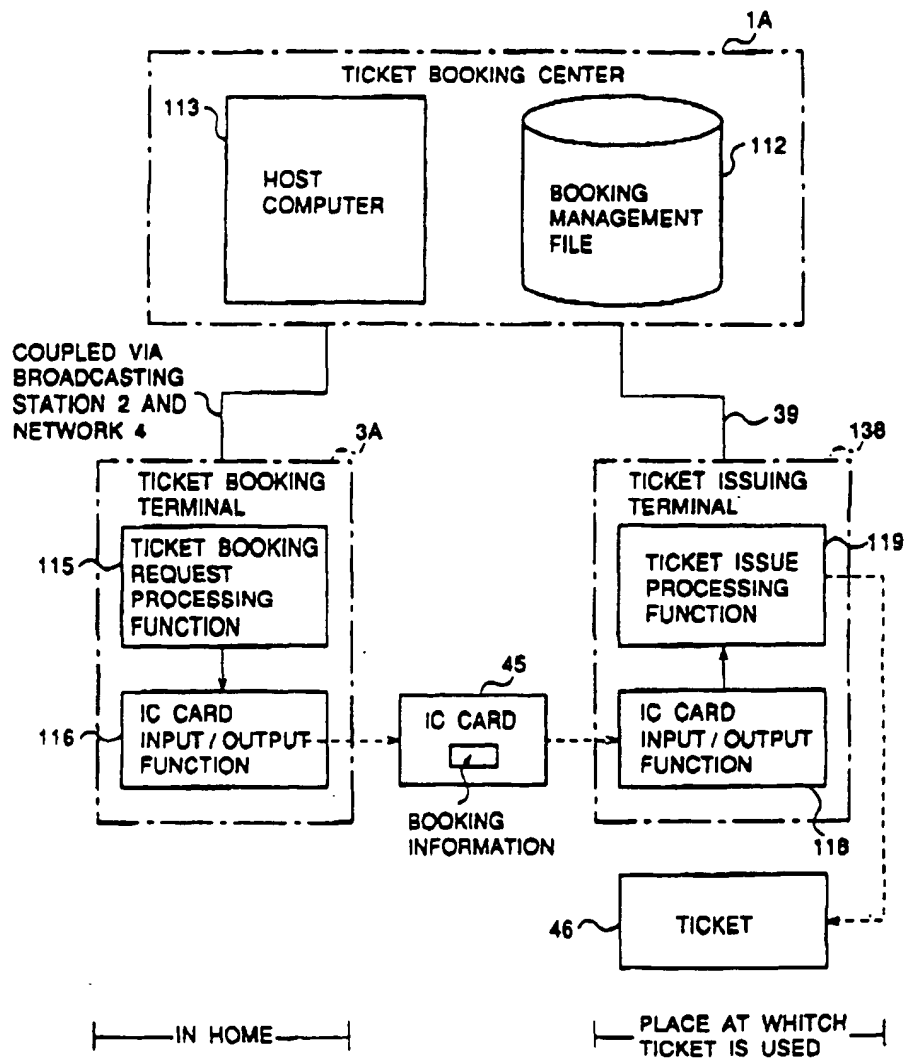 1A
TICKET BOOKING CENTER
113
HOST
COMPUTER
112
BOOKING
MANAGEMENT
FILE
COUPLED VIA
BROADCASTING
STATION 2 AND
NETWORK 4
3A
39
138
TICKET BOOKING
TERMINAL
TICKET ISSUING
TERMINAL
115
TICKET BOOKING
REQUEST
PROCESSING
FUNCTION
119
TICKET ISSUE
PROCESSING
FUNCTION
45
116
IC CARD
INPUT/OUTPUT
FUNCTION
IC CARD
IC CARD
INPUT/OUTPUT
FUNCTION
BOOKING
INFORMATION
118
46
TICKET
IN HOME
PLACE AT WHITCH
TICKET IS USED